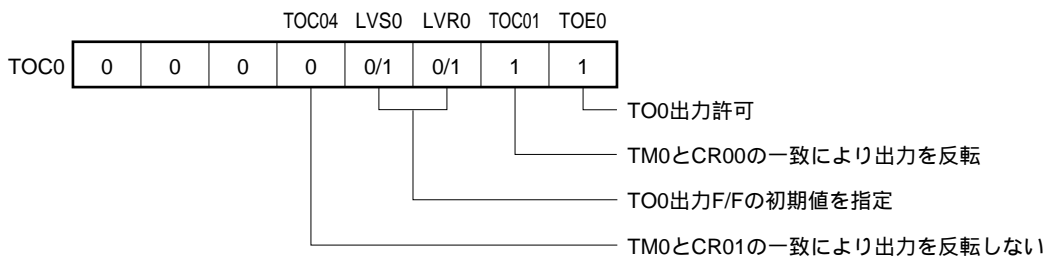 TOC04 LVS0 LVR0 TOC01 TOE0
TOC0 0 0 0 0 0/1 0/1 1 1
TO0出力許可
TM0とCR00の一致により出力を反転
TO0出力F/Fの初期値を指定
TM0とCR01の一致により出力を反転しない